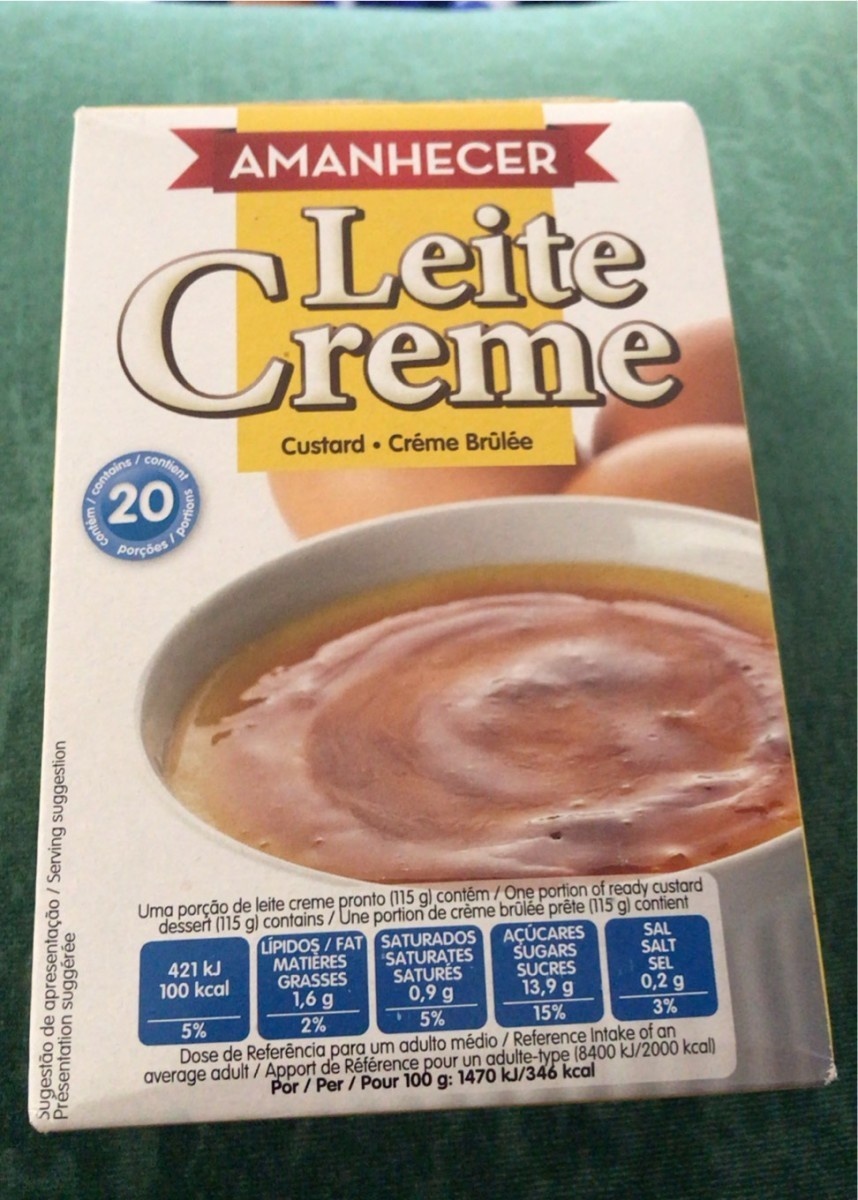 AMANHECER
Leite
Creme
Custard • Créme Brûlée
contém / contains / contient
20
porções / portions
Sugestão de apresentação / Serving suggestion
Présentation suggérée
Uma porção de leite creme pronto (115 g) contém / One portion of ready custard
dessert (115 g) contains / Une portion de crème brûlée prête (115 g) contient
421 kJ
100 kcal
5%
LÍPIDOS / FAT
MATIÈRES
GRASSES
1,6 g
2%
SATURADOS
SATURATES
SATURÉS
0,9 g
5%
AÇÚCARES
SUGARS
SUCRES
13,9 g
15%
SAL
SALT
SEL
0,2 g
3%
Dose de Referência para um adulto médio / Reference Intake of an
average adult / Apport de Référence pour un adulte-type (8400 kJ/2000 kcal)
Por / Per / Pour 100 g: 1470 kJ/346 kcal